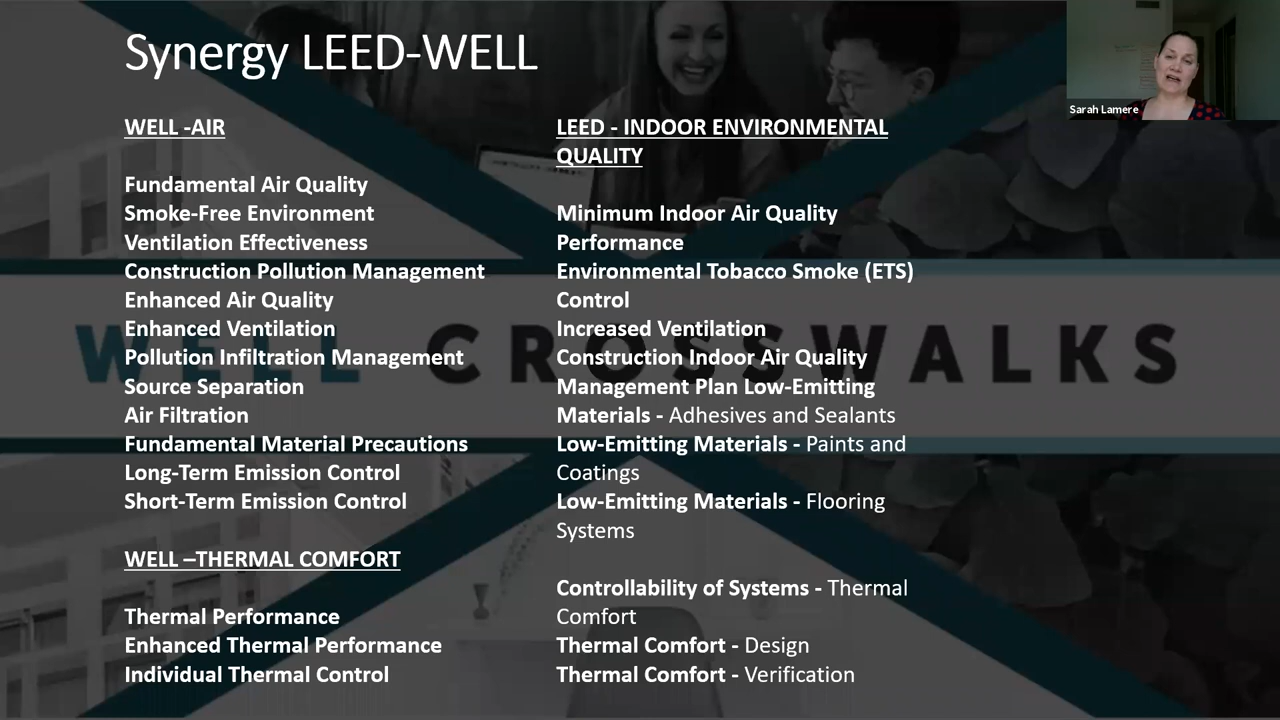 Synergy LEED-WELL
Sarah Lamere
WELL -AIR
Fundamental Air Quality
Smoke-Free Environment
Ventilation Effectiveness
Construction Pollution Management
Enhanced Air Quality
Enhanced Ventilation
Pollution Infiltration Management
Source Separation
Air Filtration
Fundamental Material Precautions
Long-Term Emission Control
Short-Term Emission Control
WELL –THERMAL COMFORT
Thermal Performance
Enhanced Thermal Performance
Individual Thermal Control
LEED - INDOOR ENVIRONMENTAL
QUALITY
Minimum Indoor Air Quality
Performance
Environmental Tobacco Smoke (ETS)
Control
Increased Ventilation
Construction Indoor Air Quality
Management Plan Low-Emitting
Materials - Adhesives and Sealants
Low-Emitting Materials - Paints and
Coatings
Low-Emitting Materials - Flooring
Systems
Controllability of Systems - Thermal
Comfort
Thermal Comfort - Design
Thermal Comfort - Verification
WELL CROSSWALKS